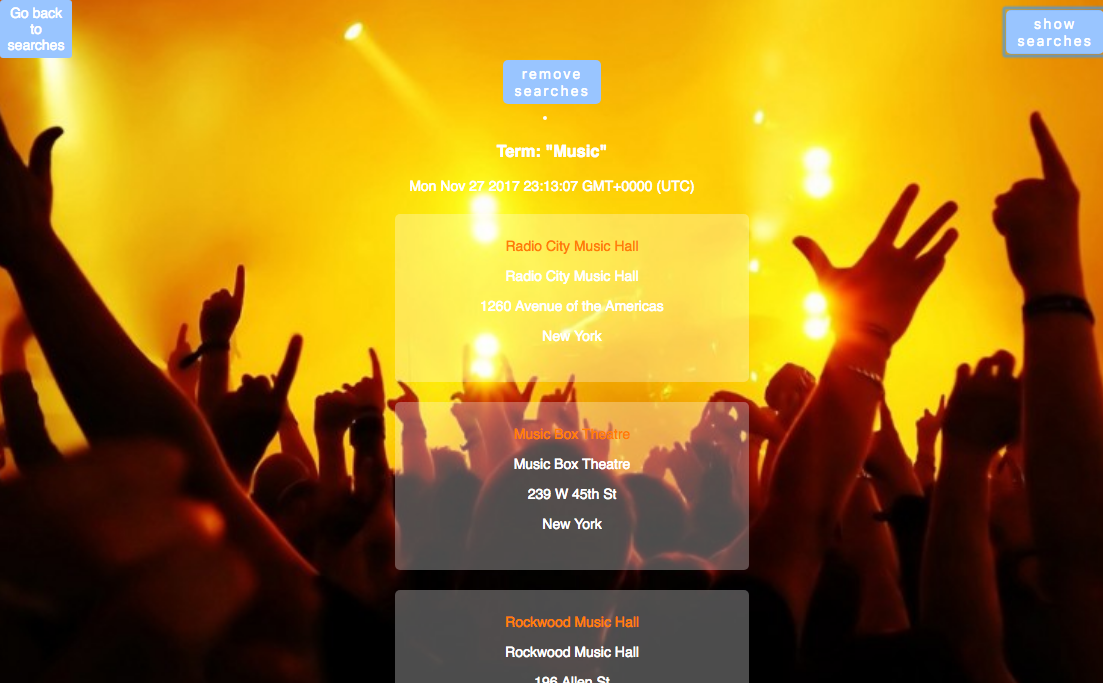 Go back
to
searches
show
searches
remove
searches
Term: "Music"
Mon Nov 27 2017 23:13:07 GMT+0000 (UTC)
Radio City Music Hall
Radio City Music Hall
1260 Avenue of the Americas
New York
Music Box Theatre
Music Box Theatre
239 W 45th St
New York
Rockwood Music Hall
Rockwood Music Hall
196 Allen St